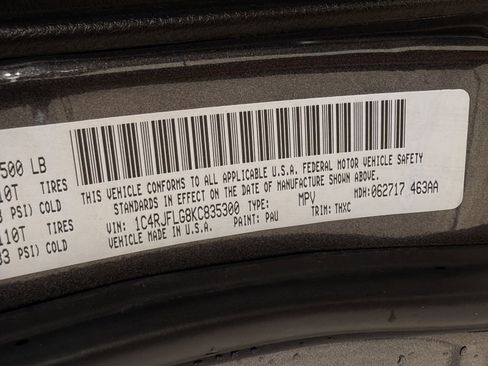 500 LB
10T TIRES
PSI) COLD
110T TIRES
33 PSI) COLD
THIS VEHICLE CONFORMS TO ALL APPLICABLE U.S.A. FEDERAL MOTOR VEHICLE SAFETY
STANDARDS IN EFFECT ON THE DATE OF MANUFACTURE SHOWN ABOVE.
VIN: 1C4RJFLG8KC835300 TYPE: MPV MDH: 062717 463AA
VEHICLE MADE IN U.S.A. PAINT: PAU TRIM: THXC